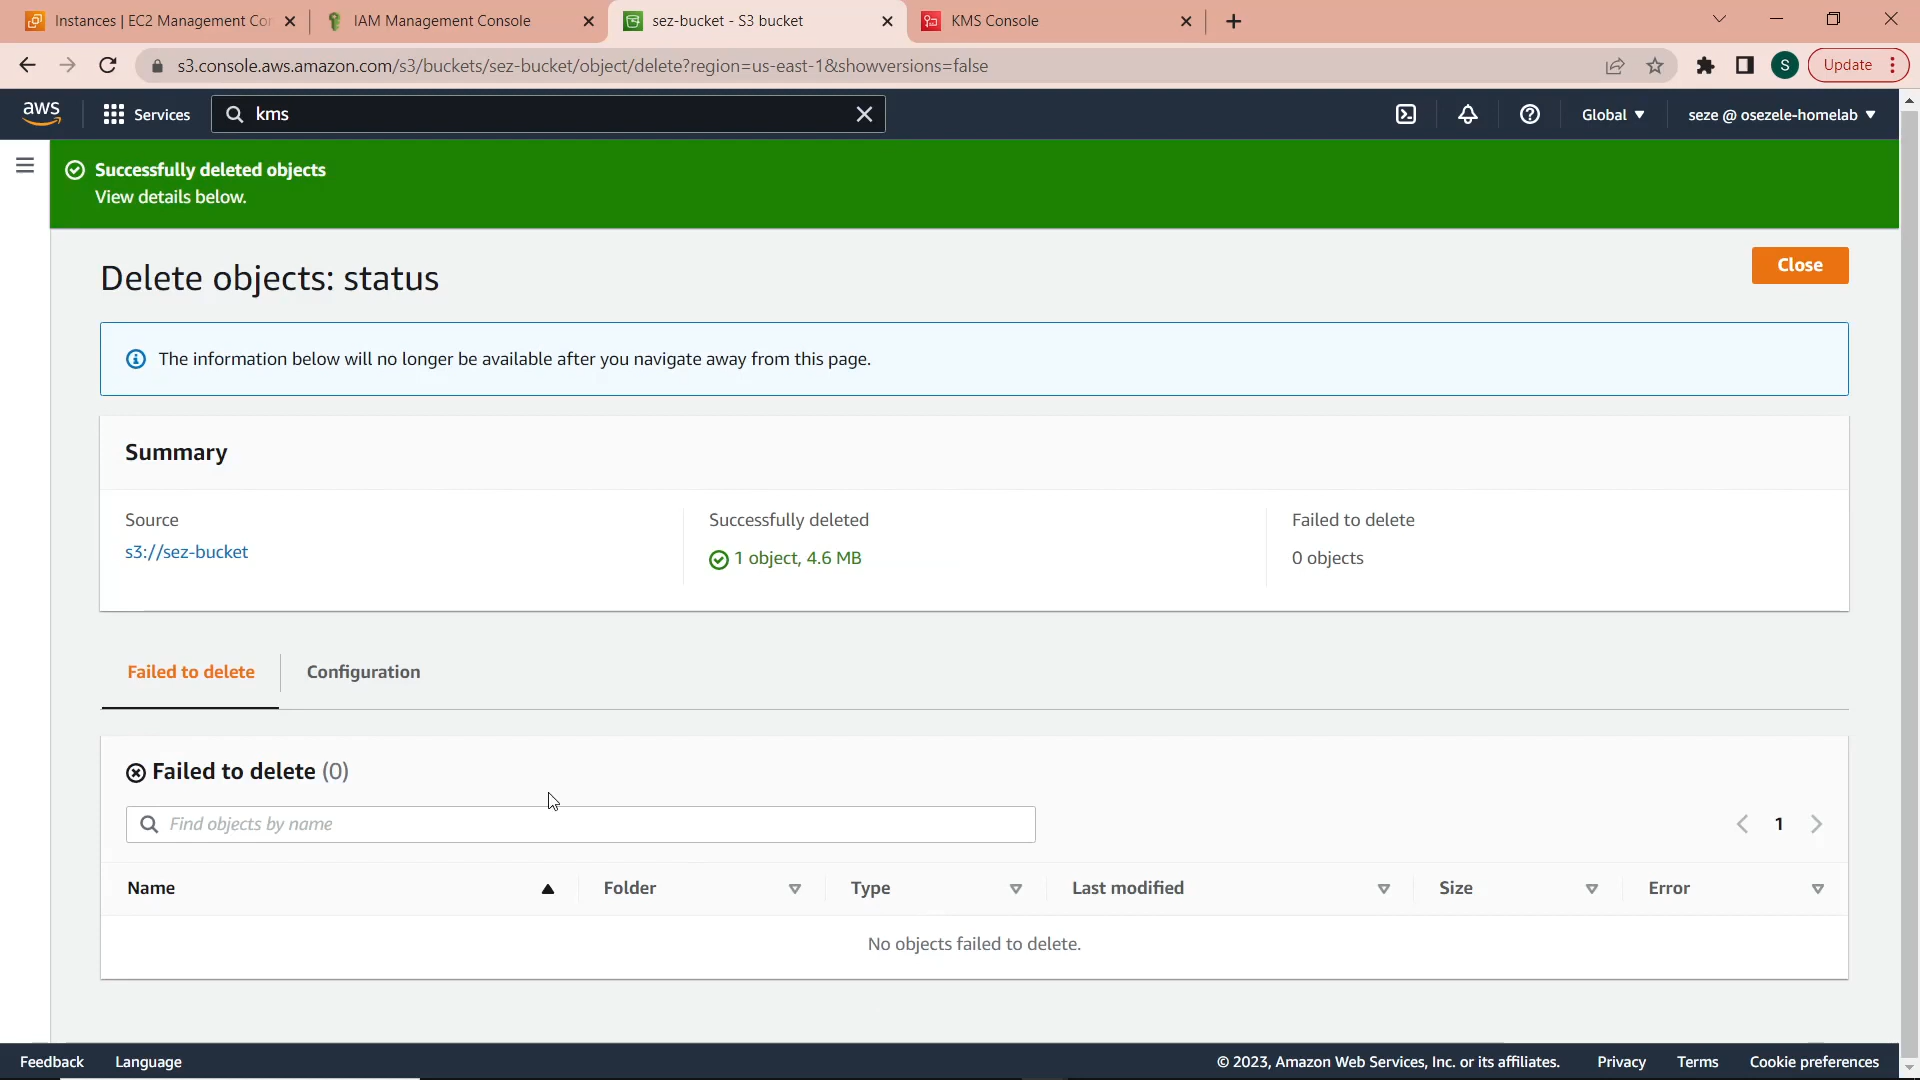 Instances | EC2 Management Con
IAM Management Console
sez-bucket - S3 bucket
KMS Console
s3.console.aws.amazon.com/s3/buckets/sez-bucket/object/delete?region=us-east-1&showversions=false
S
Update
aws
Services
kms
Global
seze @ osezele-homelab
Successfully deleted objects
View details below.
Delete objects: status
Close
The information below will no longer be available after you navigate away from this page.
Summary
Source
s3://sez-bucket
Successfully deleted
1 object, 4.6 MB
Failed to delete
0 objects
Failed to delete
Configuration
Failed to delete (0)
Find objects by name
1
Name
Folder
Type
Last modified
Size
Error
No objects failed to delete.
Feedback
Language
© 2023, Amazon Web Services, Inc. or its affiliates.
Privacy
Terms
Cookie preferences